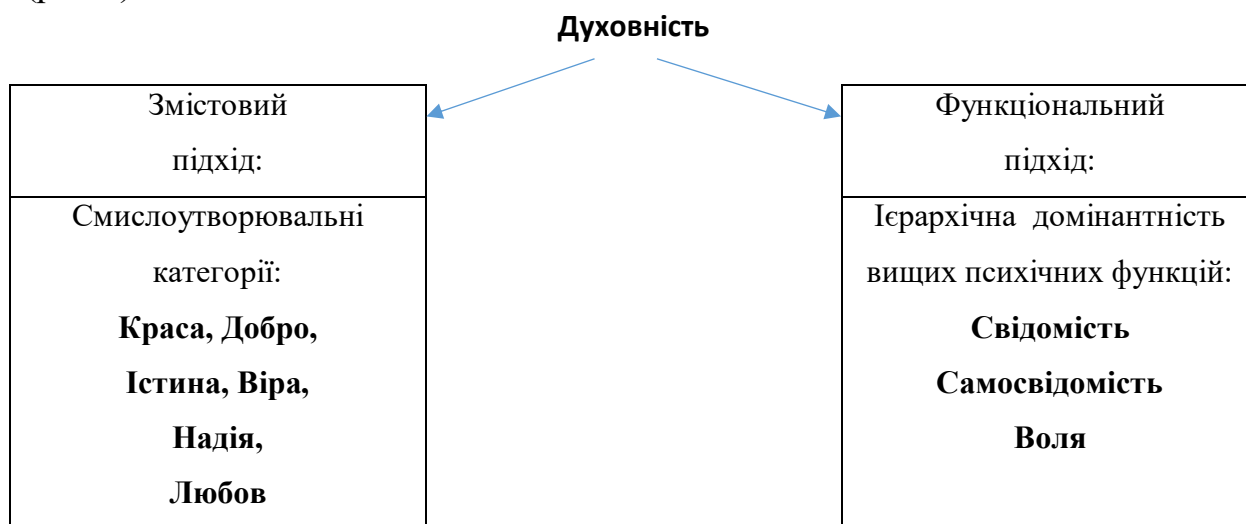 Духовність
Змістовий
підхід:
Смислоутворювальні
категорії:
Краса, Добро,
Істина, Віра,
Надія,
Любов
Функціональний
підхід:
Ієрархічна домінантність
вищих психічних функцій:
Свідомість
Самосвідомість
Воля